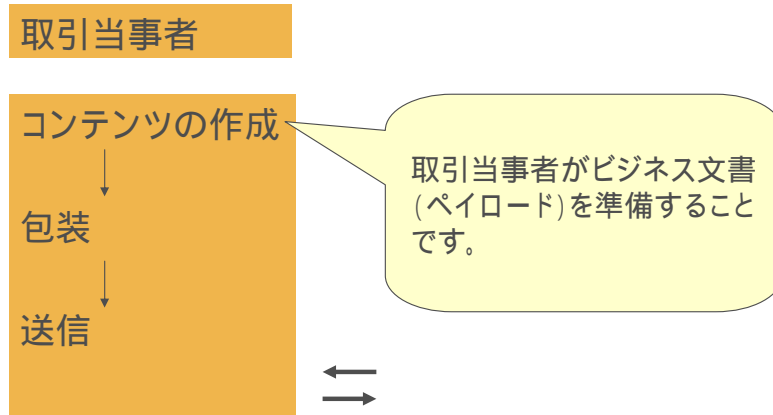 取引当事者
コンテンツの作成
包装
送信
取引当事者がビジネス文書
(ペイロード)を準備すること
です。